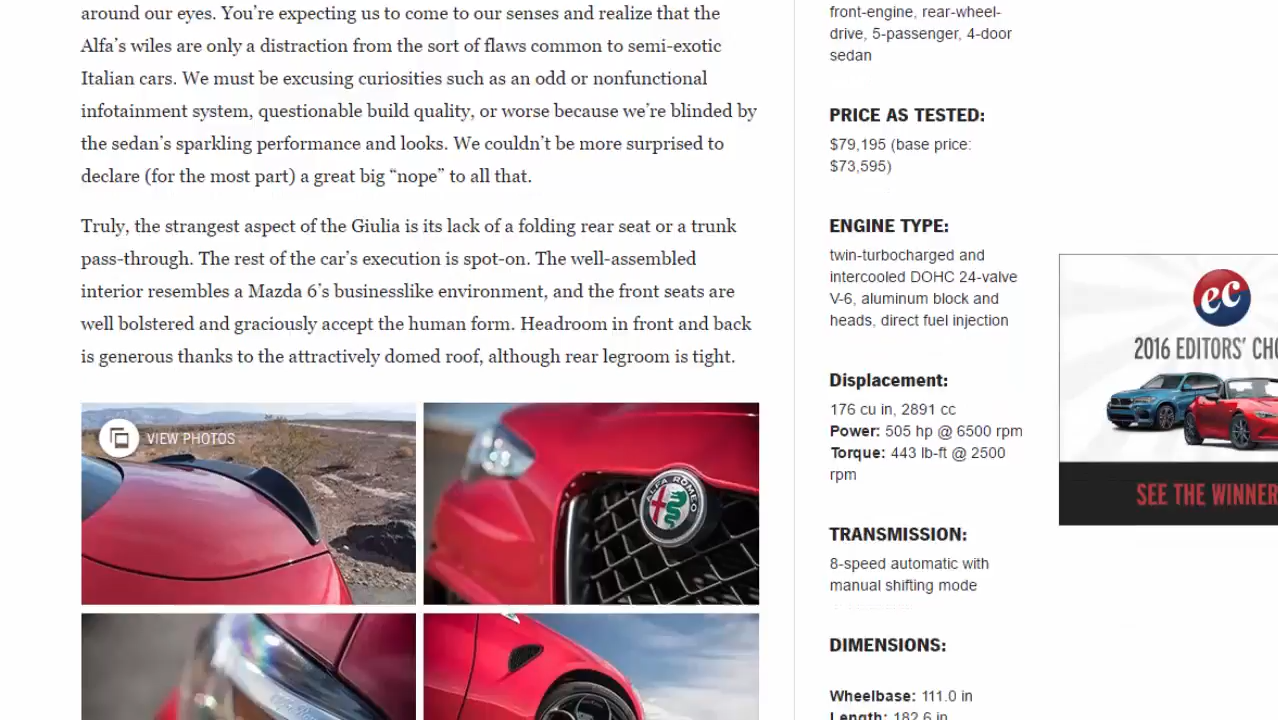 around our eyes. You’re expecting us to come to our senses and realize that the
Alfa’s wiles are only a distraction from the sort of flaws common to semi-exotic
Italian cars. We must be excusing curiosities such as an odd or nonfunctional
infotainment system, questionable build quality, or worse because we’re blinded by
the sedan’s sparkling performance and looks. We couldn’t be more surprised to
declare (for the most part) a great big “nope” to all that.
Truly, the strangest aspect of the Giulia is its lack of a folding rear seat or a trunk
pass-through. The rest of the car’s execution is spot-on. The well-assembled
interior resembles a Mazda 6’s businesslike environment, and the front seats are
well bolstered and graciously accept the human form. Headroom in front and back
is generous thanks to the attractively domed roof, although rear legroom is tight.
VIEW PHOTOS
ALFA ROMEO
front-engine, rear-wheel-
drive, 5-passenger, 4-door
sedan
PRICE AS TESTED:
$79,195 (base price:
$73,595)
ENGINE TYPE:
twin-turbocharged and
intercooled DOHC 24-valve
V-6, aluminum block and
heads, direct fuel injection
Displacement:
176 cu in, 2891 cc
Power: 505 hp @ 6500 rpm
Torque: 443 lb-ft @ 2500
rpm
TRANSMISSION:
8-speed automatic with
manual shifting mode
DIMENSIONS:
Wheelbase: 111.0 in
Length: 182.6 in
ec
2016 EDITORS’ CHO
SEE THE WINNER